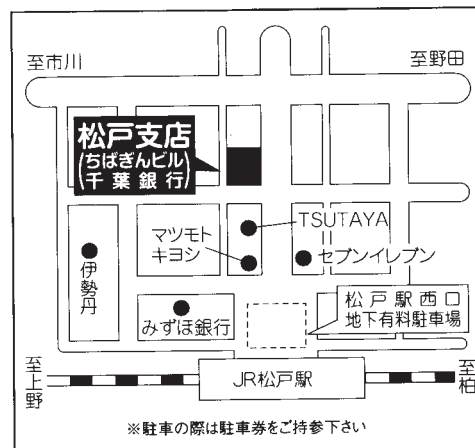 至市川
至野田
松戸支店
(ちばぎんビル)
(千葉銀行)
TSUTAYA
マツモト
キヨシ
セブンイレブン
伊勢丹
みずほ銀行
松戸駅西口
地下有料駐車場
至上野
JR松戸駅
至柏
※駐車の際は駐車券をご持参下さい